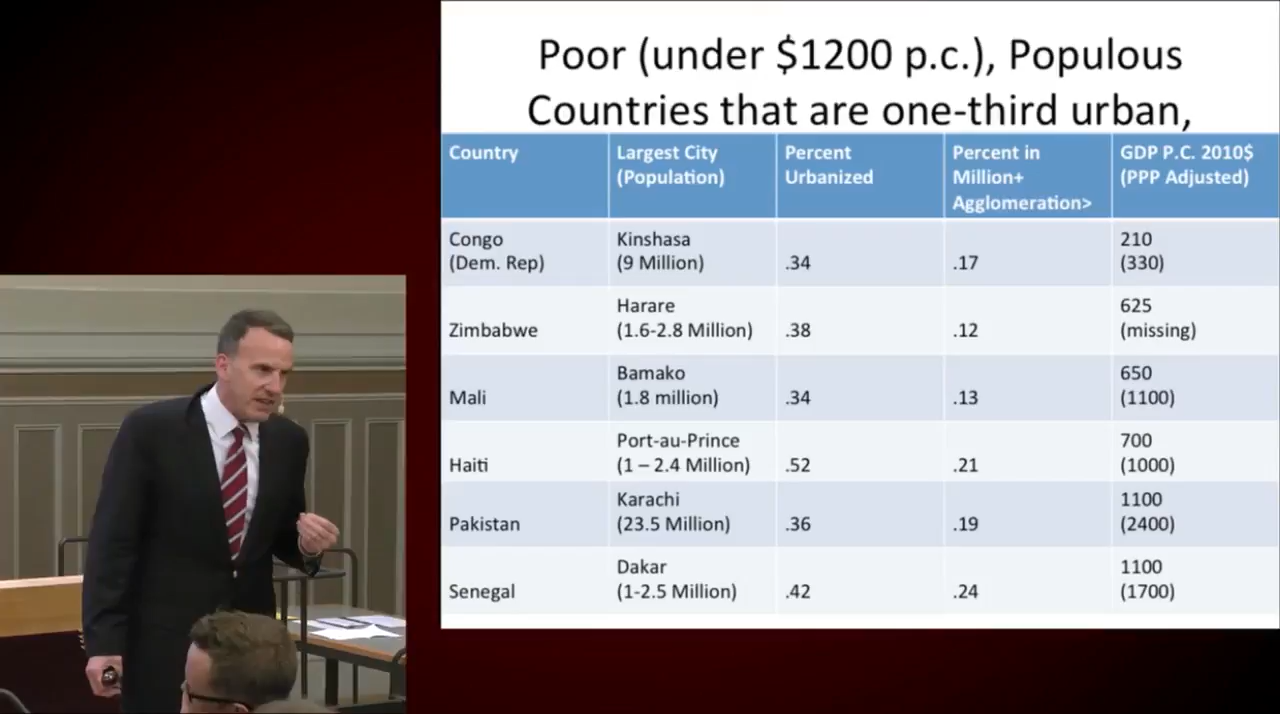 Poor (under $1200 p.c.), Populous
Countries that are one-third urban,
Country
Largest City
(Population)
Percent
Urbanized
Percent in
Million+
Agglomeration>
GDP P.C. 2010$
(PPP Adjusted)
Congo
(Dem. Rep)
Kinshasa
(9 Million)
.34
.17
210
(330)
Zimbabwe
Harare
(1.6-2.8 Million)
.38
.12
625
(missing)
Mali
Bamako
(1.8 million)
.34
.13
650
(1100)
Haiti
Port-au-Prince
(1 – 2.4 Million)
.52
.21
700
(1000)
Pakistan
Karachi
(23.5 Million)
.36
.19
1100
(2400)
Senegal
Dakar
(1-2.5 Million)
.42
.24
1100
(1700)